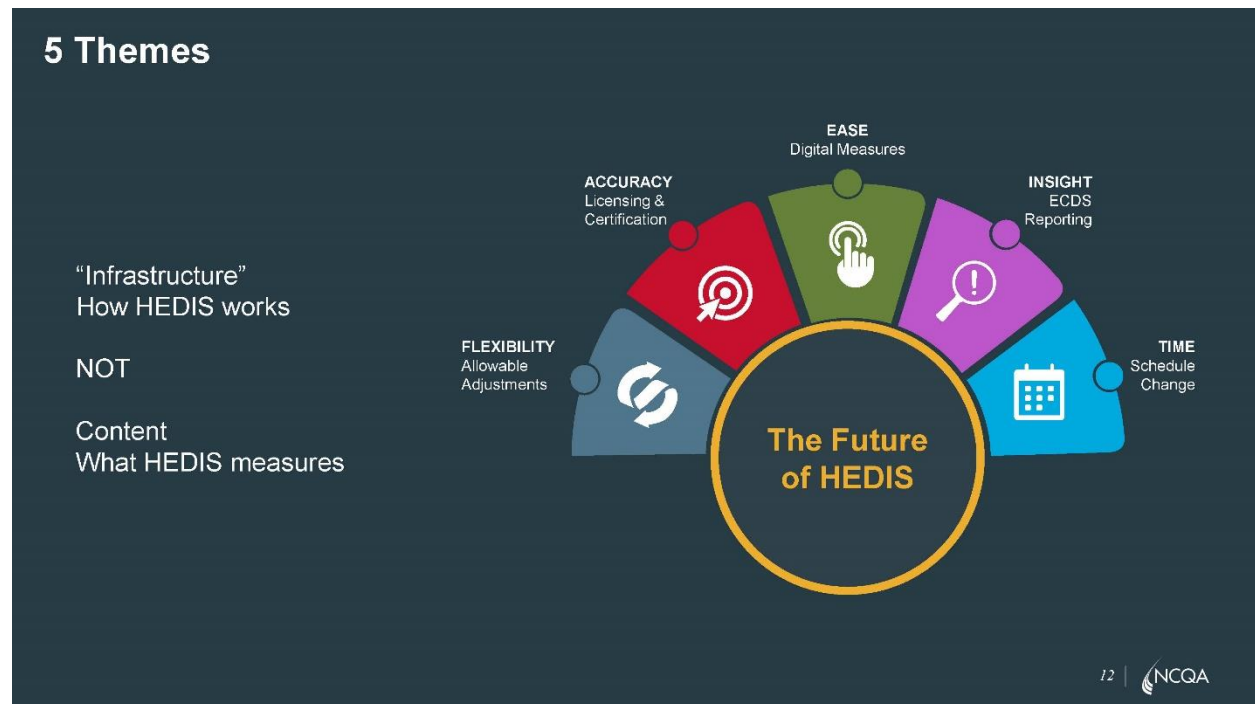 5 Themes
“Infrastructure”
How HEDIS works
NOT
Content
What HEDIS measures
FLEXIBILITY
Allowable
Adjustments
ACCURACY
Licensing &
Certification
EASE
Digital Measures
INSIGHT
ECDS
Reporting
TIME
Schedule
Change
The Future
of HEDIS
12 | NCQA